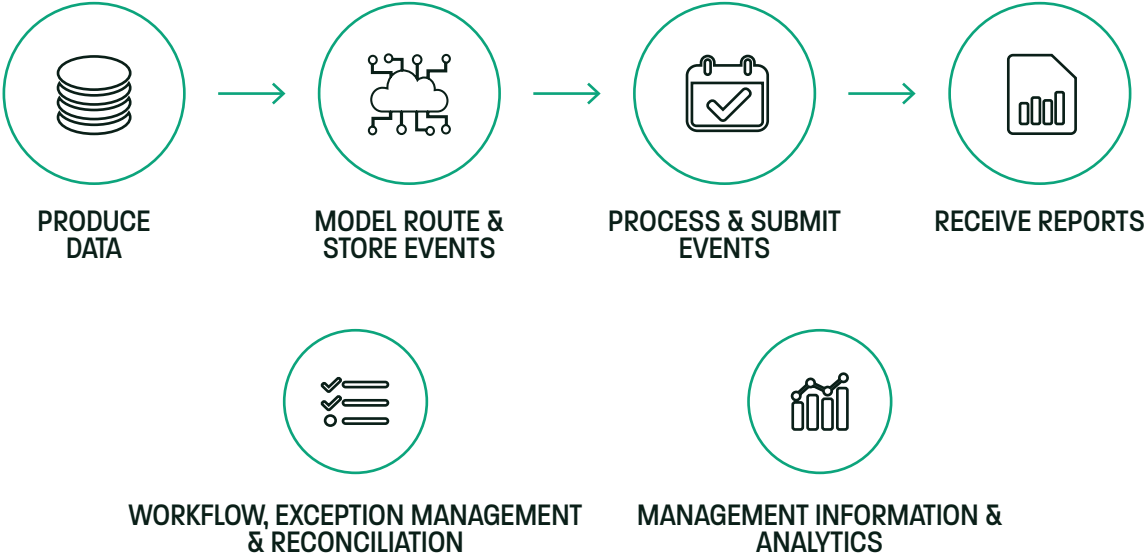 PRODUCE
DATA
MODEL ROUTE &
STORE EVENTS
PROCESS & SUBMIT
EVENTS
RECEIVE REPORTS
WORKFLOW, EXCEPTION MANAGEMENT
& RECONCILIATION
MANAGEMENT INFORMATION &
ANALYTICS